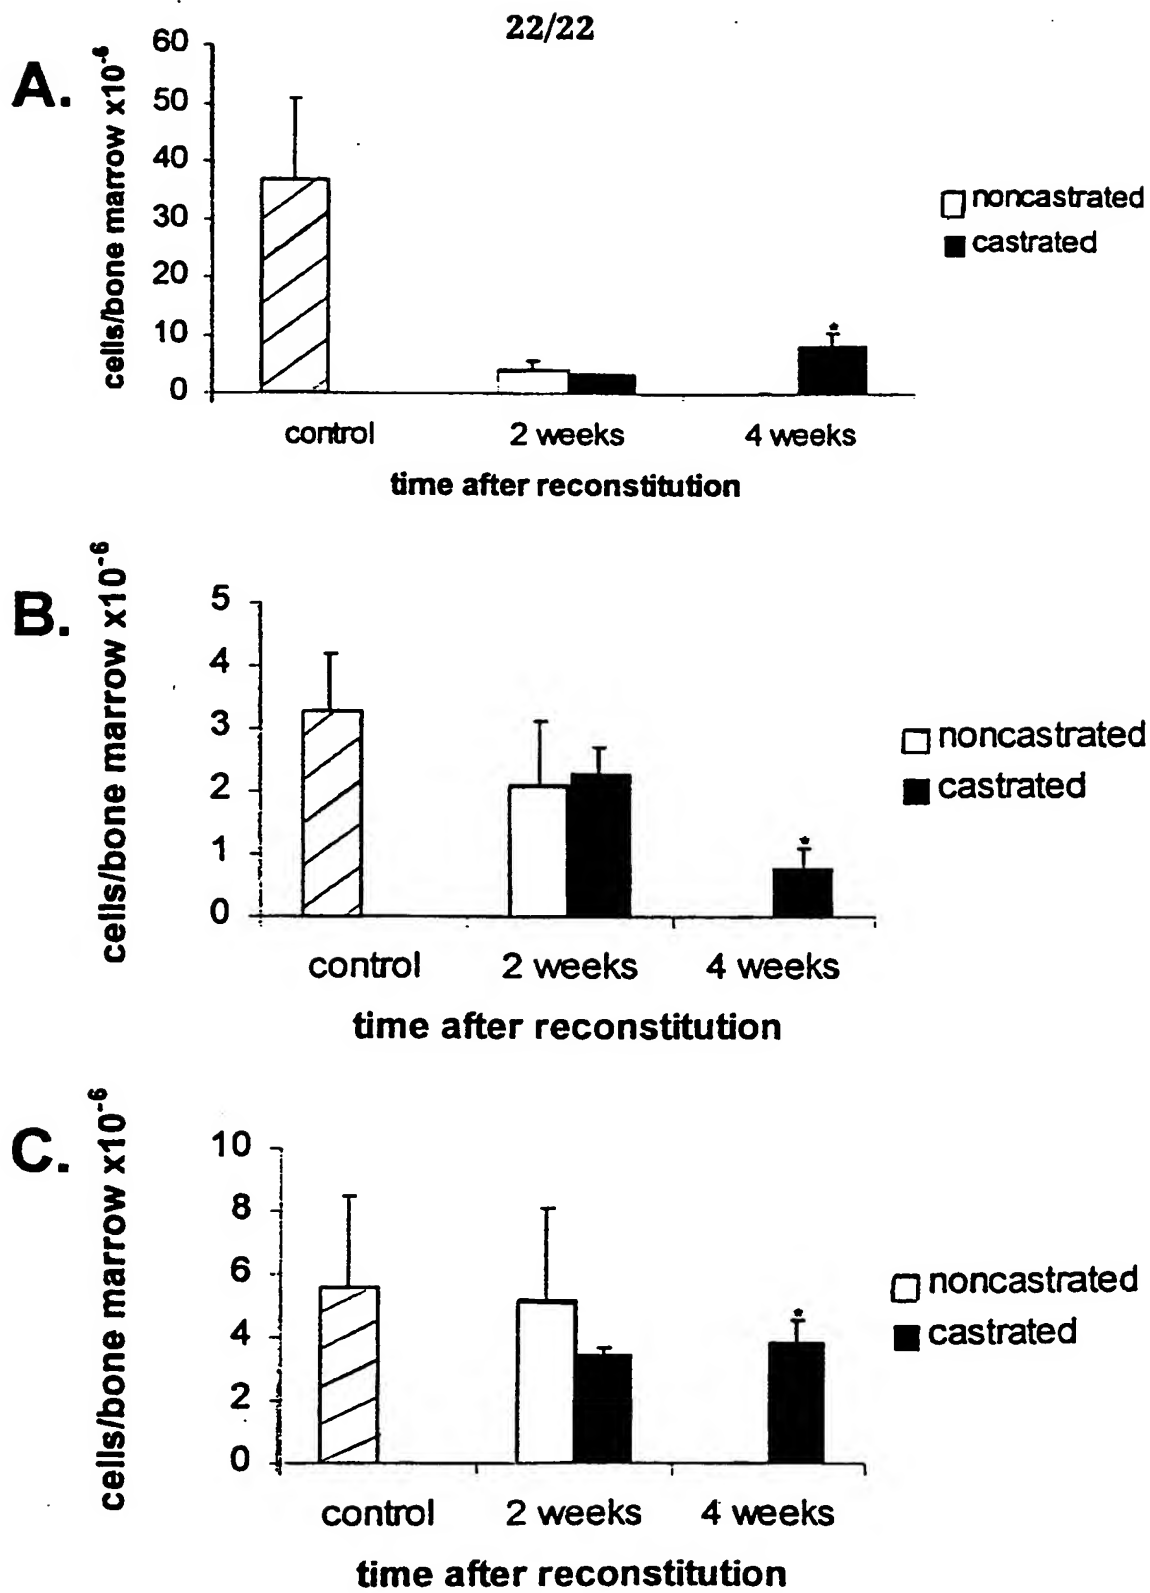 22/22
A.
cells/bone marrow x10-6
60
50
40
30
20
10
0
*
noncastrated
castrated
control 2 weeks 4 weeks
time after reconstitution
B.
cells/bone marrow x10-6
5
4
3
2
1
0
*
noncastrated
castrated
control 2 weeks 4 weeks
time after reconstitution
C.
cells/bone marrow x10-6
10
8
6
4
2
0
*
noncastrated
castrated
control 2 weeks 4 weeks
time after reconstitution